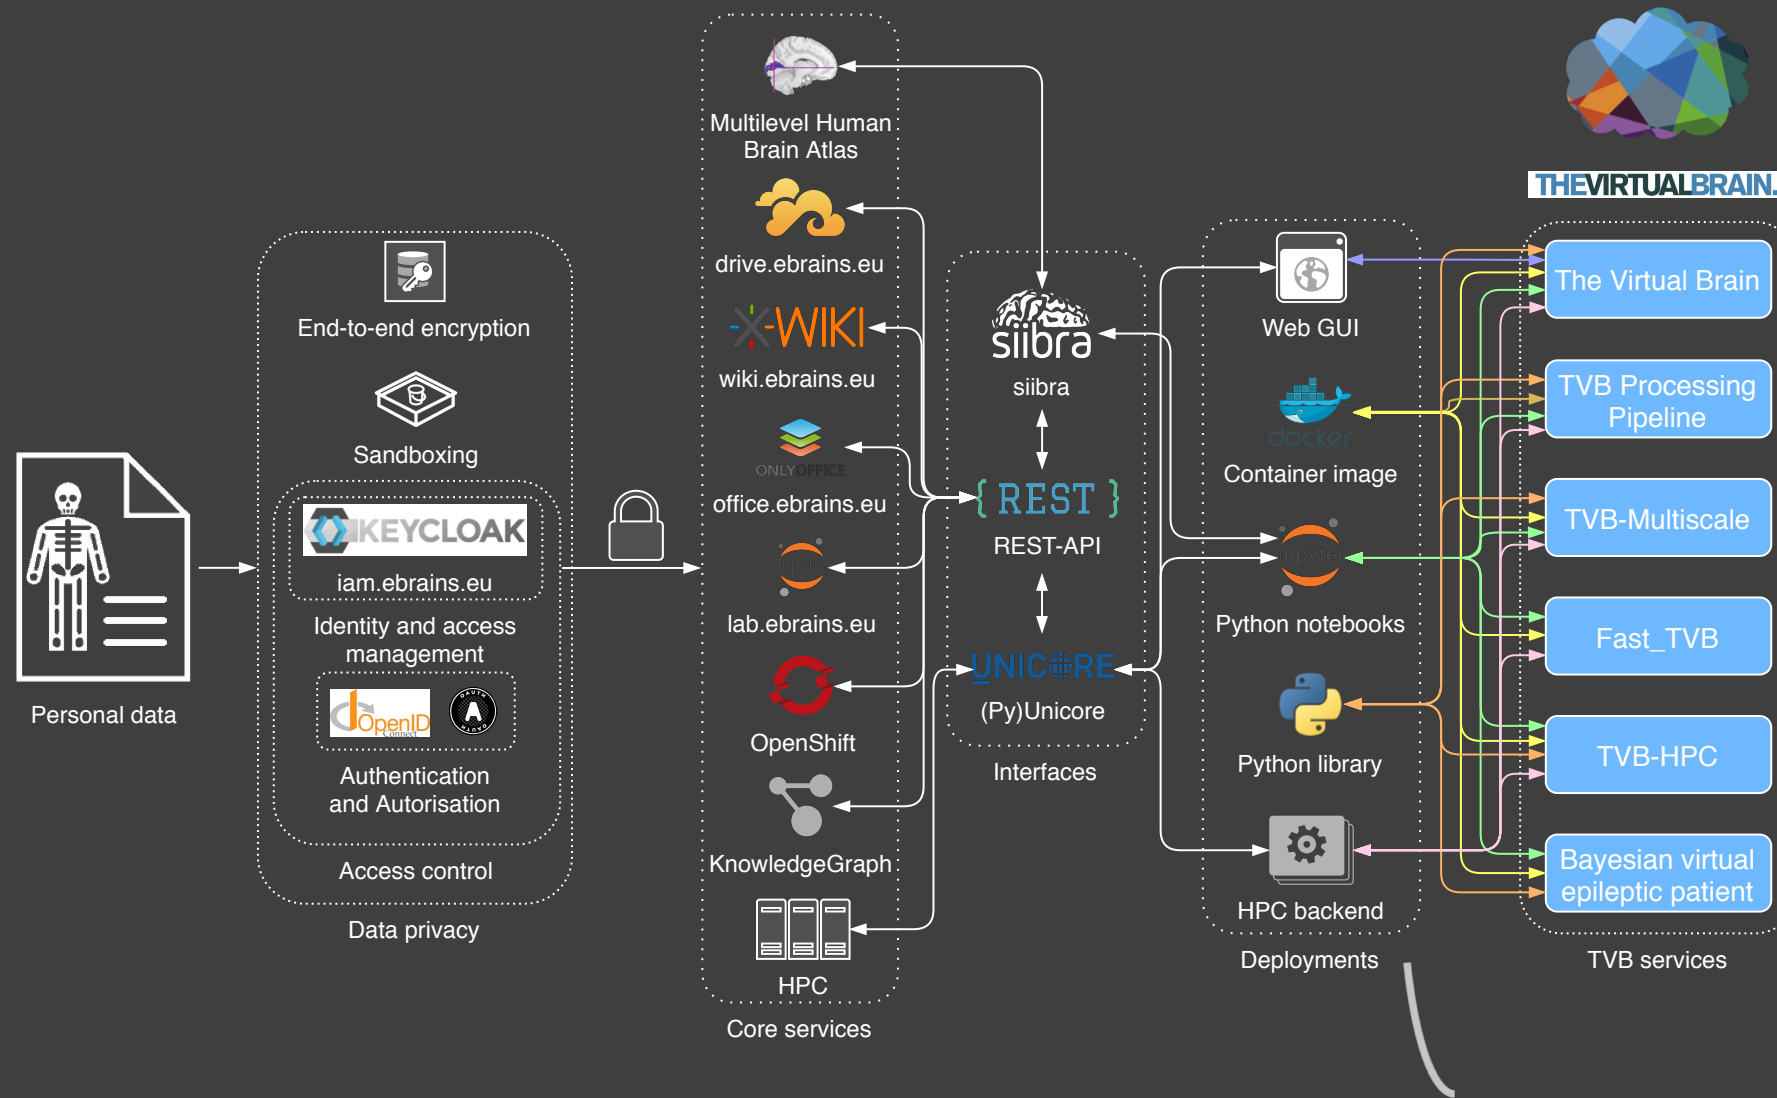 THEVIRTUALBRAIN.
Personal data
End-to-end encryption
Sandboxing
KEYCLOAK
iam.ebrains.eu
Identity and access
management
OpenID
Connect
OAUTH
A
OAUTH
Authentication
and Autorisation
Access control
Data privacy
Multilevel Human
Brain Atlas
drive.ebrains.eu
X-WIKI
wiki.ebrains.eu
ONLYOFFICE
office.ebrains.eu
jupyter
lab.ebrains.eu
OpenShift
KnowledgeGraph
HPC
Core services
siibra
siibra
{ REST }
REST-API
UNICORE
(Py)Unicore
Interfaces
Web GUI
docker
Container image
jupyter
Python notebooks
Python library
HPC backend
Deployments
The Virtual Brain
TVB Processing
Pipeline
TVB-Multiscale
Fast_TVB
TVB-HPC
Bayesian virtual
epileptic patient
TVB services